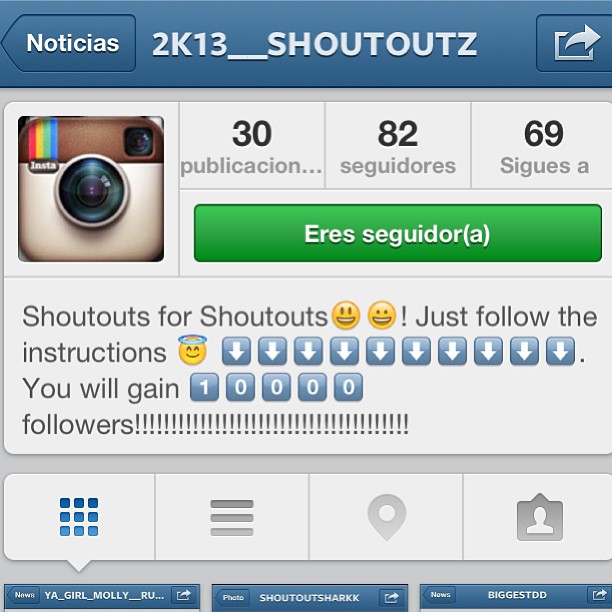 Noticias 2K13__SHOUTOUTZ
Insta
30 82 69
publicacion... seguidores Sigues a
Eres seguidor(a)
Shoutouts for Shoutouts😃😀! Just follow the
instructions 😇 ⬇⬇⬇⬇⬇⬇⬇⬇⬇⬇.
You will gain 1 0 0 0 0
followers!!!!!!!!!!!!!!!!!!!!!!!!!!!!!!!!!!!!!!
News YA_GIRL_MOLLY__RU... Photo SHOUTOUTSHARKK News BIGGESTDD